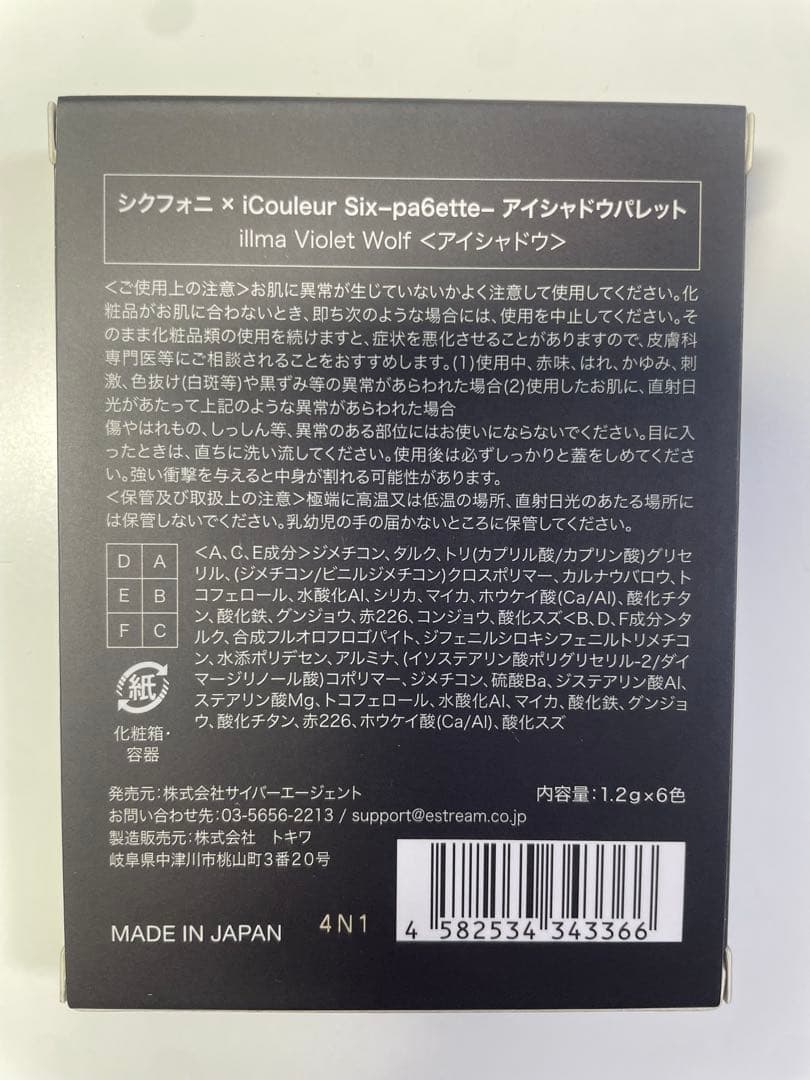 シクフォニ × iCouleur Six–pa6ette– アイシャドウパレット
illma Violet Wolf ＜アイシャドウ＞
＜ご使用上の注意＞お肌に異常が生じていないかよく注意して使用してください。化
粧品がお肌に合わないとき、即ち次のような場合には、使用を中止してください。そ
のまま化粧品類の使用を続けますと、症状を悪化させることがありますので、皮膚科
専門医等にご相談されることをおすすめします。(1)使用中、赤味、はれ、かゆみ、刺
激、色抜け(白斑等)や黒ずみ等の異常があらわれた場合(2)使用したお肌に、直射日
光があたって上記のような異常があらわれた場合
傷やはれもの、しっしん等、異常のある部位にはお使いにならないでください。目に入
ったときは、直ちに洗い流してください。使用後は必ずしっかりと蓋をしめてくださ
い。強い衝撃を与えると中身が割れる可能性があります。
＜保管及び取扱上の注意＞極端に高温又は低温の場所、直射日光のあたる場所に
は保管しないでください。乳幼児の手の届かないところに保管してください。
D A
E B
F C
＜A、C、E成分＞ジメチコン、タルク、トリ(カプリル酸/カプリン酸)グリセ
リル、(ジメチコン/ビニルジメチコン)クロスポリマー、カルナウバロウ、ト
コフェロール、水酸化Al、シリカ、マイカ、ホウケイ酸(Ca/Al)、酸化チタ
ン、酸化鉄、グンジョウ、赤226、コンジョウ、酸化スズ＜B、D、F成分＞タ
ルク、合成フルオロフロゴパイト、ジフェニルシロキシフェニルトリメチコ
ン、水添ポリデセン、アルミナ、(イソステアリン酸ポリグリセリル-2/ダイ
マージリノール酸)コポリマー、ジメチコン、硫酸Ba、ジステアリン酸Al、
ステアリン酸Mg、トコフェロール、水酸化Al、マイカ、酸化鉄、グンジョ
ウ、酸化チタン、赤226、ホウケイ酸(Ca/Al)、酸化スズ
紙
化粧箱・
容器
発売元：株式会社サイバーエージェント
内容量：1.2g×6色
お問い合わせ先：03-5656-2213 / support@estream.co.jp
製造販売元：株式会社　トキワ
岐阜県中津川市桃山町3番20号
MADE IN JAPAN
4N1
4 582534 343366